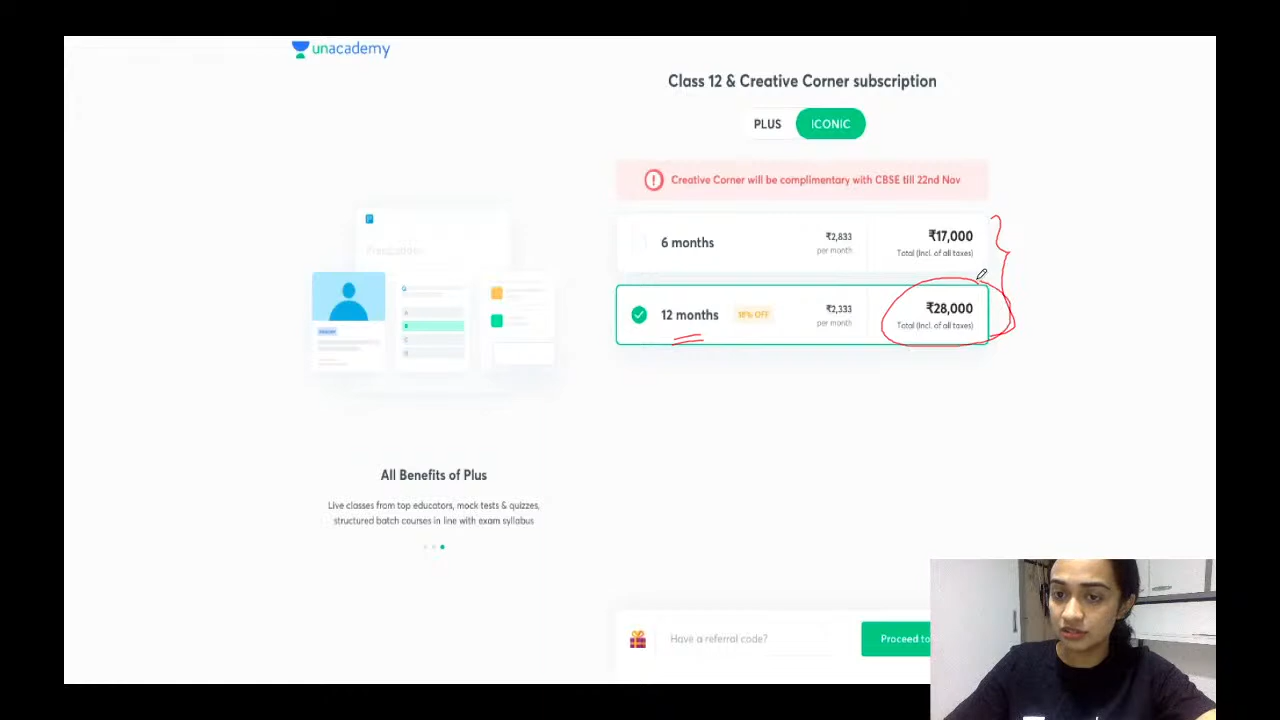 unacademy
Class 12 & Creative Corner subscription
PLUS ICONIC
Creative Corner will be complimentary with CBSE till 22nd Nov
6 months ₹2,833 per month ₹17,000 Total (Incl. of all taxes)
12 months ₹2,333 per month ₹28,000 Total (Incl. of all taxes)
All Benefits of Plus
Live classes from top educators, mock tests & quizzes,
structured batch courses in line with exam syllabus
Have a referral code?
Proceed to